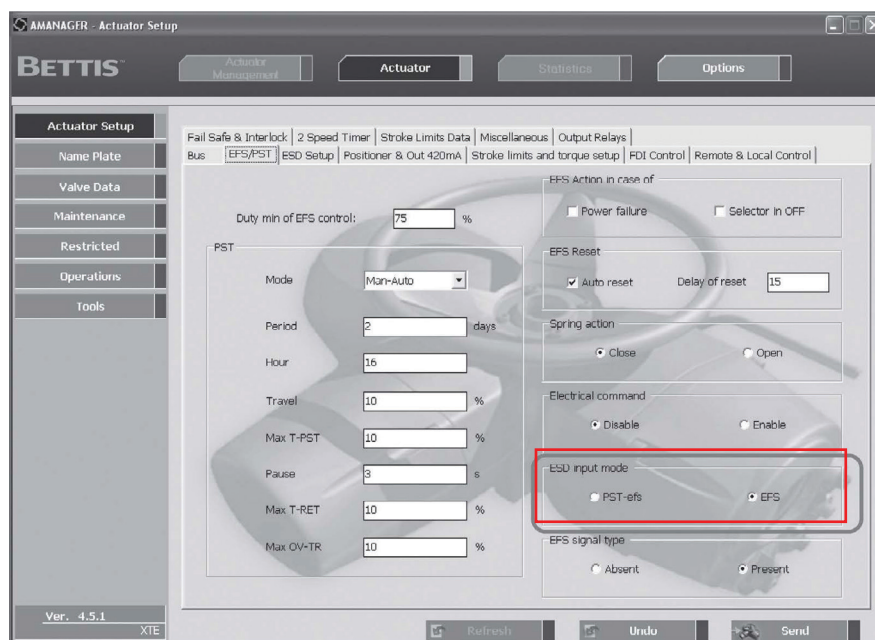 AMANAGER - Actuator Setup
BETTIS™
Actuator Management
Actuator
Statistics
Options
Actuator Setup
Name Plate
Valve Data
Maintenance
Restricted
Operations
Tools
Fail Safe & Interlock 2 Speed Timer Stroke Limits Data Miscellaneous Output Relays
Bus EFS/PST ESD Setup Positioner & Out 420mA Stroke limits and torque setup FDI Control Remote & Local Control
Duty min of EFS control: 75 %
PST
Mode Man-Auto
Period 2 days
Hour 16
Travel 10 %
Max T-PST 10 %
Pause 3 s
Max T-RET 10 %
Max OV-TR 10 %
EFS Action in case of
Power failure Selector in OFF
EFS Reset
Auto reset Delay of reset 15
Spring action
Close Open
Electrical command
Disable Enable
ESD input mode
PST-efs EFS
EFS signal type
Absent Present
Ver. 4.5.1
XTE
Refresh Undo Send